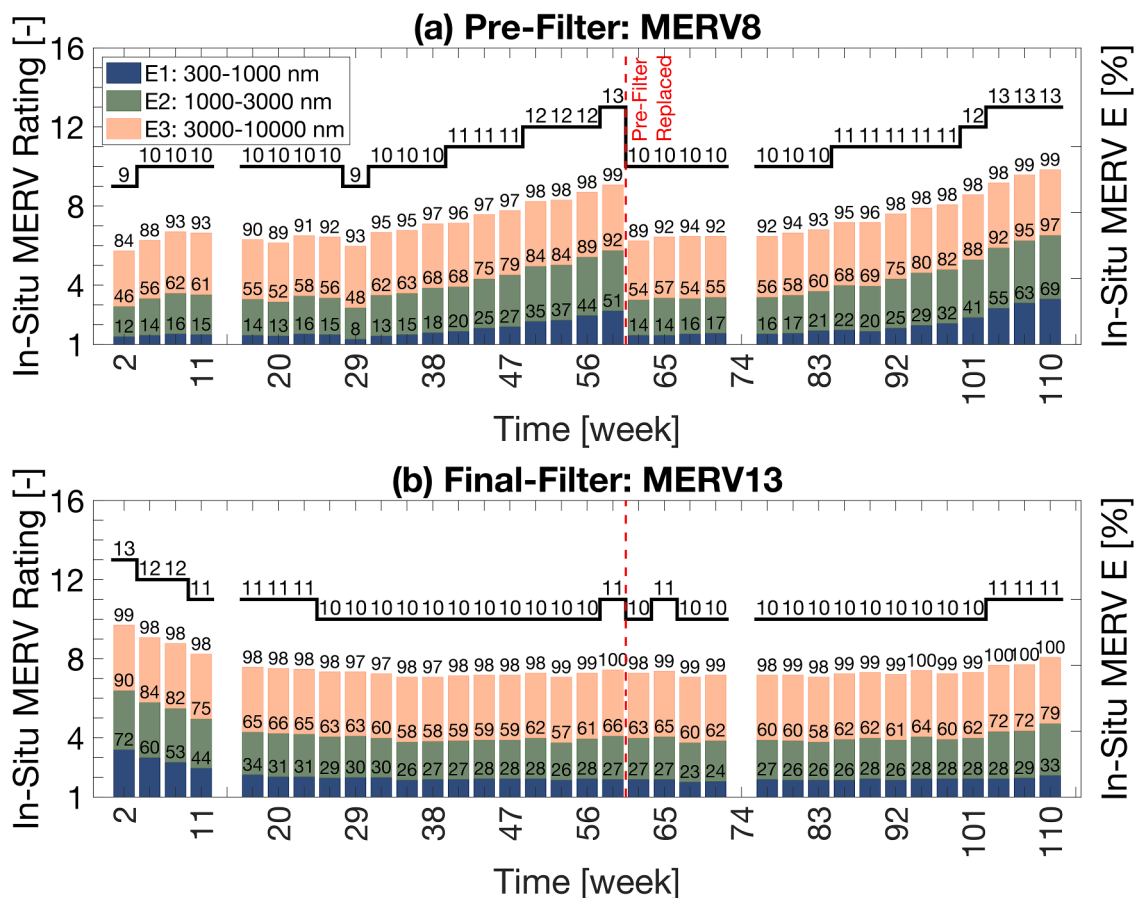 (a) Pre-Filter: MERV8
In-Situ MERV Rating [-]
In-Situ MERV E [%]
16
12
8
4
1
E1: 300-1000 nm
E2: 1000-3000 nm
E3: 3000-10000 nm
Pre-Filter
Replaced
9 10 10 10 10 10 10 10 9 10 10 10 11 11 11 12 12 12 13 10 10 10 10 10 10 10 11 11 11 11 11 12 13 13 13
84 88 93 93 90 89 91 92 93 95 95 97 96 97 97 98 98 98 99 89 92 94 92 92 94 93 95 96 98 98 98 98 98 99 99
46 56 62 61 55 52 58 56 48 62 63 68 68 75 79 84 84 89 92 54 57 54 55 56 58 60 68 69 75 80 82 88 92 95 97
12 14 16 15 14 13 16 15 8 13 15 18 20 25 27 35 37 44 51 14 14 16 17 16 17 21 22 20 25 29 32 41 55 63 69
2 11 20 29 38 47 56 65 74 83 92 101 110
Time [week]
(b) Final-Filter: MERV13
In-Situ MERV Rating [-]
In-Situ MERV E [%]
16
12
8
4
1
13 12 12 11 11 11 11 10 10 10 10 10 10 10 10 10 10 10 11 10 11 10 10 10 10 10 10 10 10 10 10 10 11 11 11
99 98 98 98 98 98 98 98 97 97 98 97 98 98 98 98 99 99 100 98 99 98 99 98 99 98 99 99 99 100 99 99 100 100 100
90 84 82 75 65 66 65 63 63 60 58 58 59 59 59 62 57 61 66 63 65 60 62 60 60 58 62 62 61 64 60 62 72 72 79
72 60 53 44 34 31 31 29 30 30 26 27 27 28 28 28 26 28 27 27 27 23 24 27 26 26 26 28 26 28 28 28 28 29 33
2 11 20 29 38 47 56 65 74 83 92 101 110
Time [week]